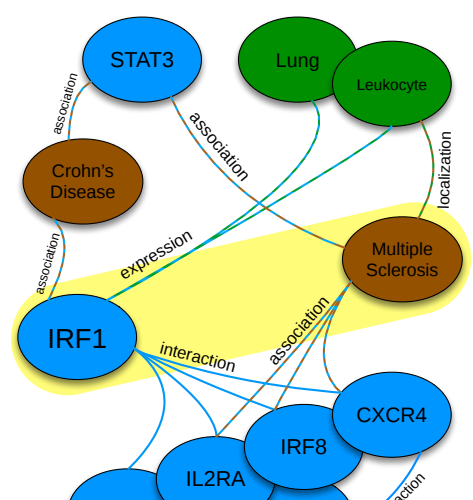 STAT3
Lung
Leukocyte
association
association
localization
Crohn's
Disease
association
expression
Multiple
Sclerosis
IRF1
interaction
association
CXCR4
IRF8
IL2RA